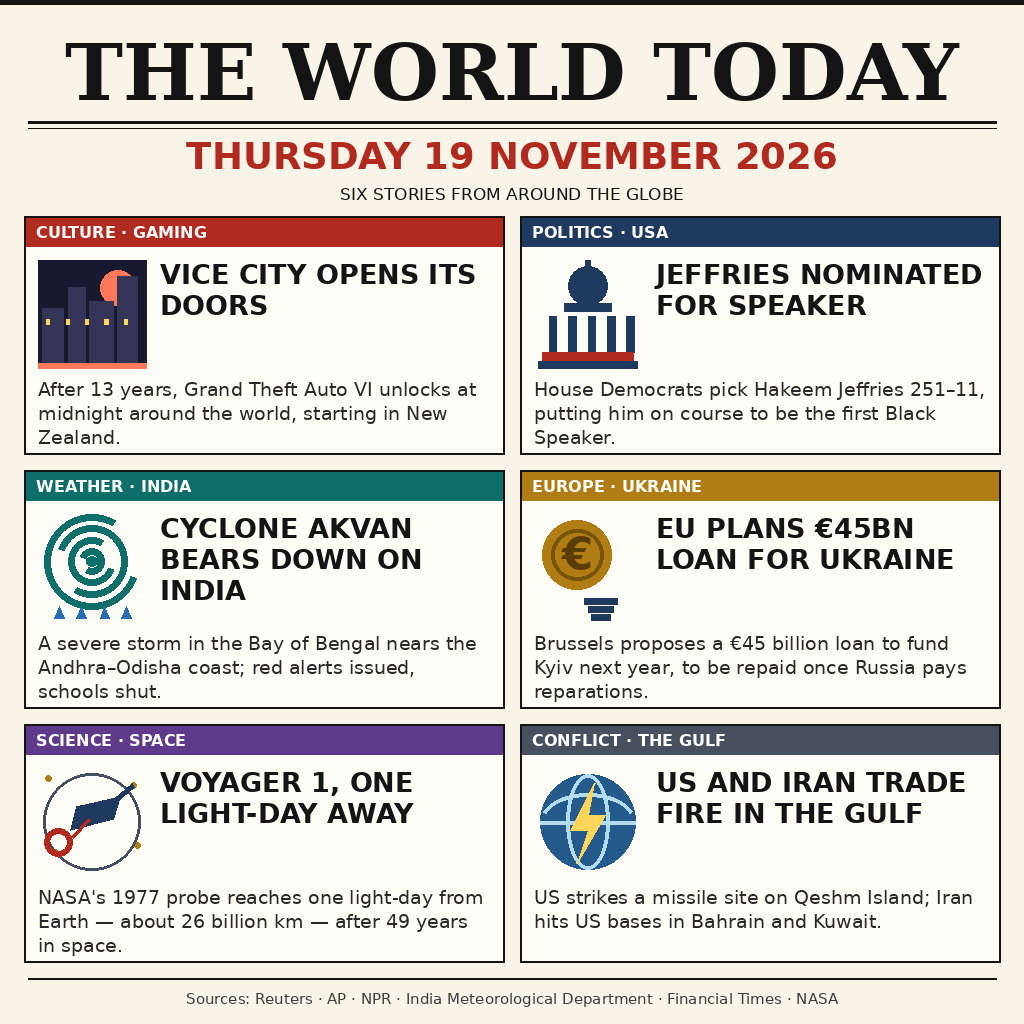 THE WORLD TODAY
THURSDAY 19 NOVEMBER 2026
SIX STORIES FROM AROUND THE GLOBE
CULTURE · GAMING
VICE CITY OPENS ITS
DOORS
After 13 years, Grand Theft Auto VI unlocks at
midnight around the world, starting in New
Zealand.
POLITICS · USA
JEFFRIES NOMINATED
FOR SPEAKER
House Democrats pick Hakeem Jeffries 251–11,
putting him on course to be the first Black
Speaker.
WEATHER · INDIA
CYCLONE AKVAN
BEARS DOWN ON
INDIA
A severe storm in the Bay of Bengal nears the
Andhra–Odisha coast; red alerts issued,
schools shut.
EUROPE · UKRAINE
€
EU PLANS €45BN
LOAN FOR UKRAINE
Brussels proposes a €45 billion loan to fund
Kyiv next year, to be repaid once Russia pays
reparations.
SCIENCE · SPACE
VOYAGER 1, ONE
LIGHT-DAY AWAY
NASA's 1977 probe reaches one light-day from
Earth — about 26 billion km — after 49 years
in space.
CONFLICT · THE GULF
US AND IRAN TRADE
FIRE IN THE GULF
US strikes a missile site on Qeshm Island; Iran
hits US bases in Bahrain and Kuwait.
Sources: Reuters · AP · NPR · India Meteorological Department · Financial Times · NASA